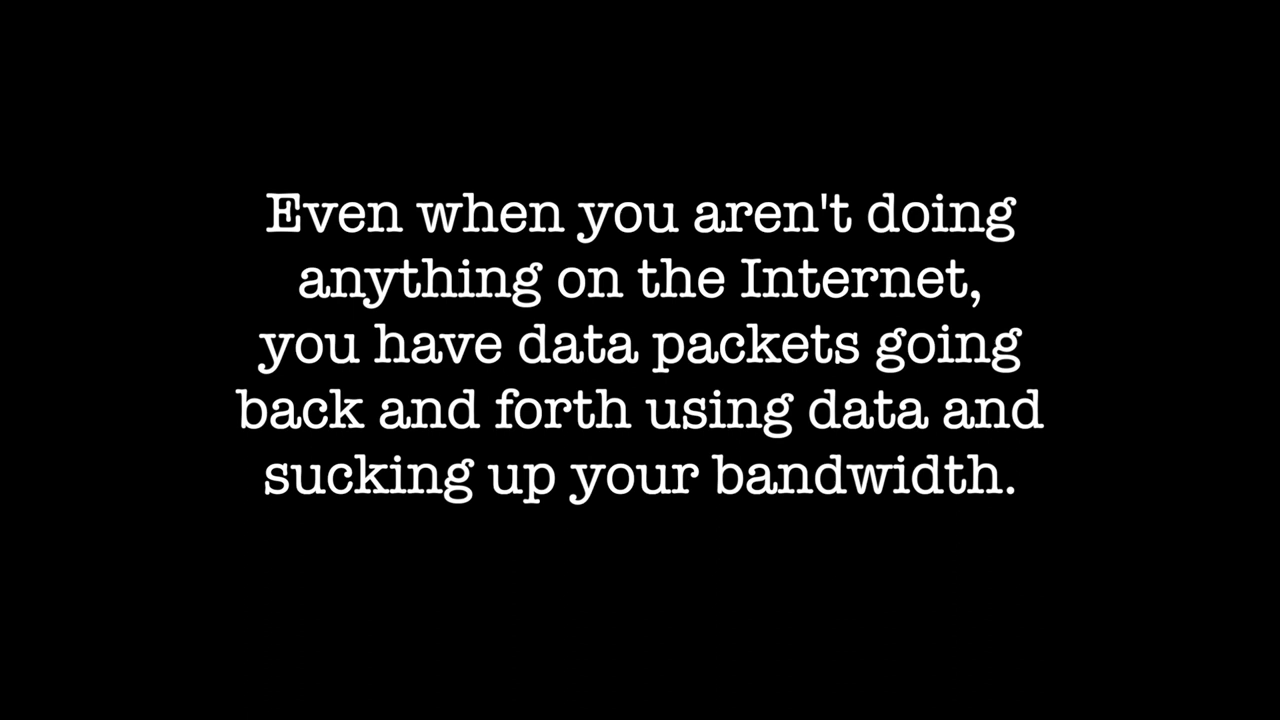 Even when you aren't doing
anything on the Internet,
you have data packets going
back and forth using data and
sucking up your bandwidth.